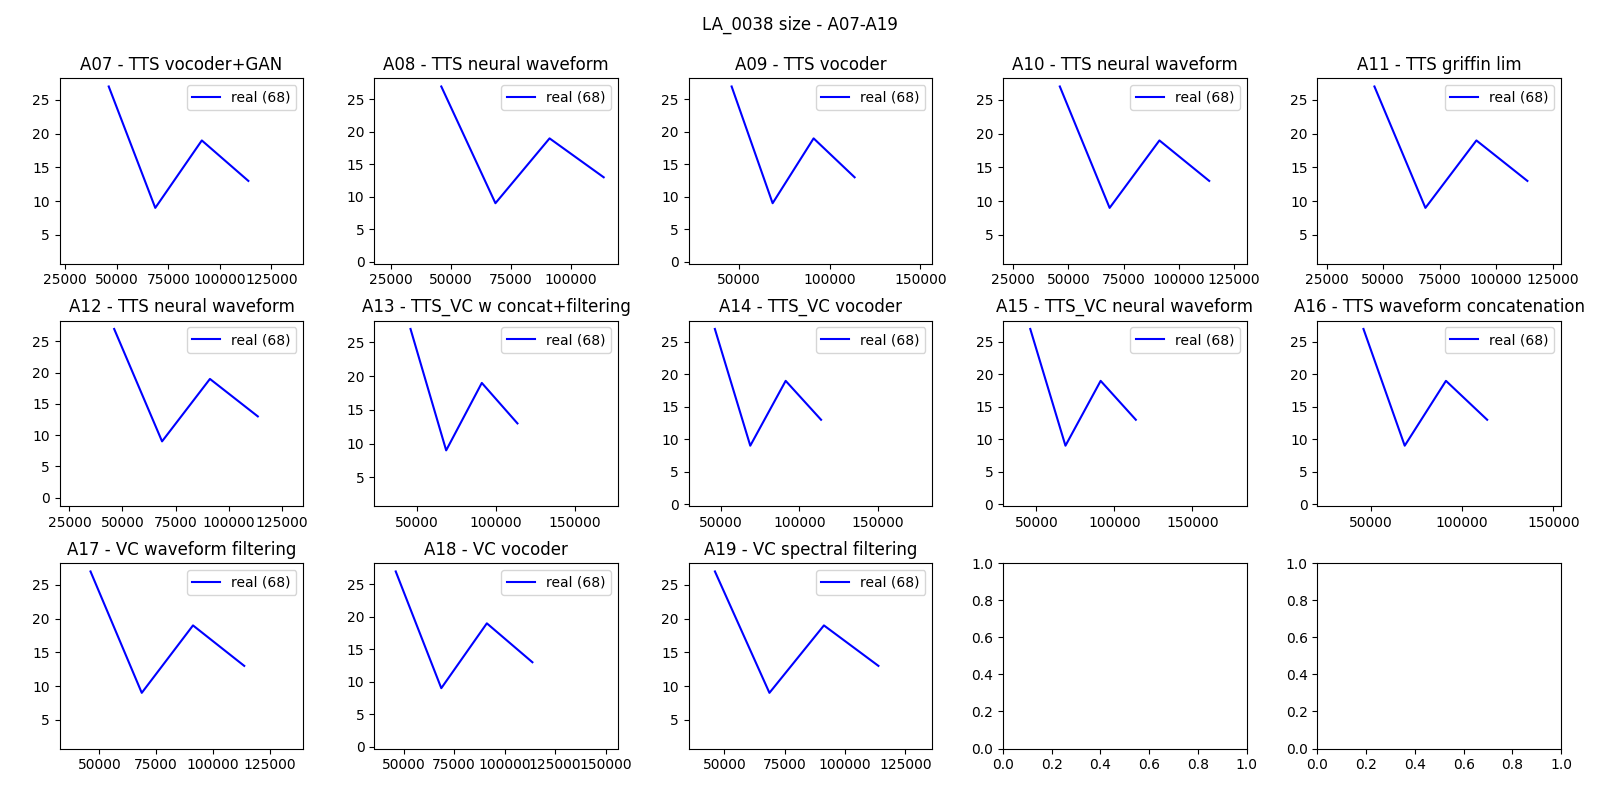 LA_0038 size - A07-A19
A07 - TTS vocoder+GAN
A08 - TTS neural waveform
A09 - TTS vocoder
A10 - TTS neural waveform
A11 - TTS griffin lim
real (68)
real (68)
real (68)
real (68)
real (68)
25 20 15 10 5
25 20 15 10 5 0
25 20 15 10 5 0
25 20 15 10 5
25 20 15 10 5
25000 50000 75000 100000 125000
25000 50000 75000 100000
50000 100000 150000
25000 50000 75000 100000 125000
25000 50000 75000 100000 125000
A12 - TTS neural waveform
A13 - TTS_VC w concat+filtering
A14 - TTS_VC vocoder
A15 - TTS_VC neural waveform
A16 - TTS waveform concatenation
real (68)
real (68)
real (68)
real (68)
real (68)
25 20 15 10 5 0
25 20 15 10 5
25 20 15 10 5 0
25 20 15 10 5 0
25 20 15 10 5 0
25000 50000 75000 100000 125000
50000 100000 150000
50000 100000 150000
50000 100000 150000
50000 100000 150000
A17 - VC waveform filtering
A18 - VC vocoder
A19 - VC spectral filtering
real (68)
real (68)
real (68)
25 20 15 10 5
25 20 15 10 5 0
25 20 15 10 5
1.0 0.8 0.6 0.4 0.2 0.0
1.0 0.8 0.6 0.4 0.2 0.0
50000 75000 100000 125000
50000 75000 100000 125000 150000
50000 75000 100000 125000
0.0 0.2 0.4 0.6 0.8 1.0
0.0 0.2 0.4 0.6 0.8 1.0